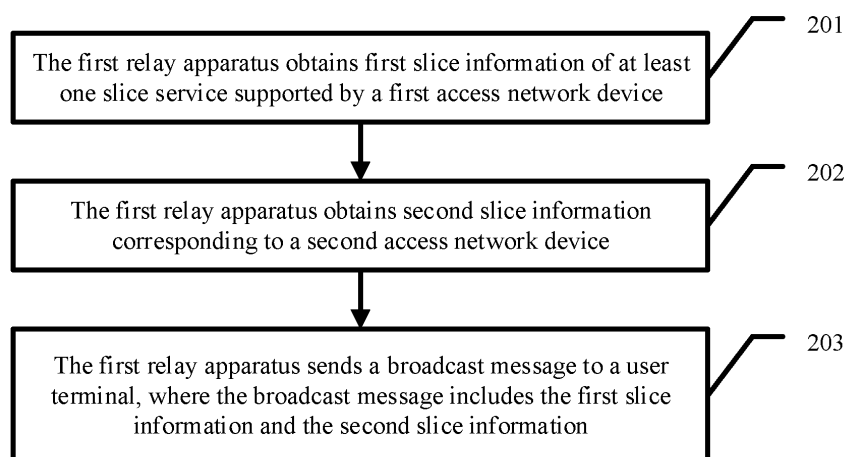 201
The first relay apparatus obtains first slice information of at least
one slice service supported by a first access network device
202
The first relay apparatus obtains second slice information
corresponding to a second access network device
203
The first relay apparatus sends a broadcast message to a user
terminal, where the broadcast message includes the first slice
information and the second slice information